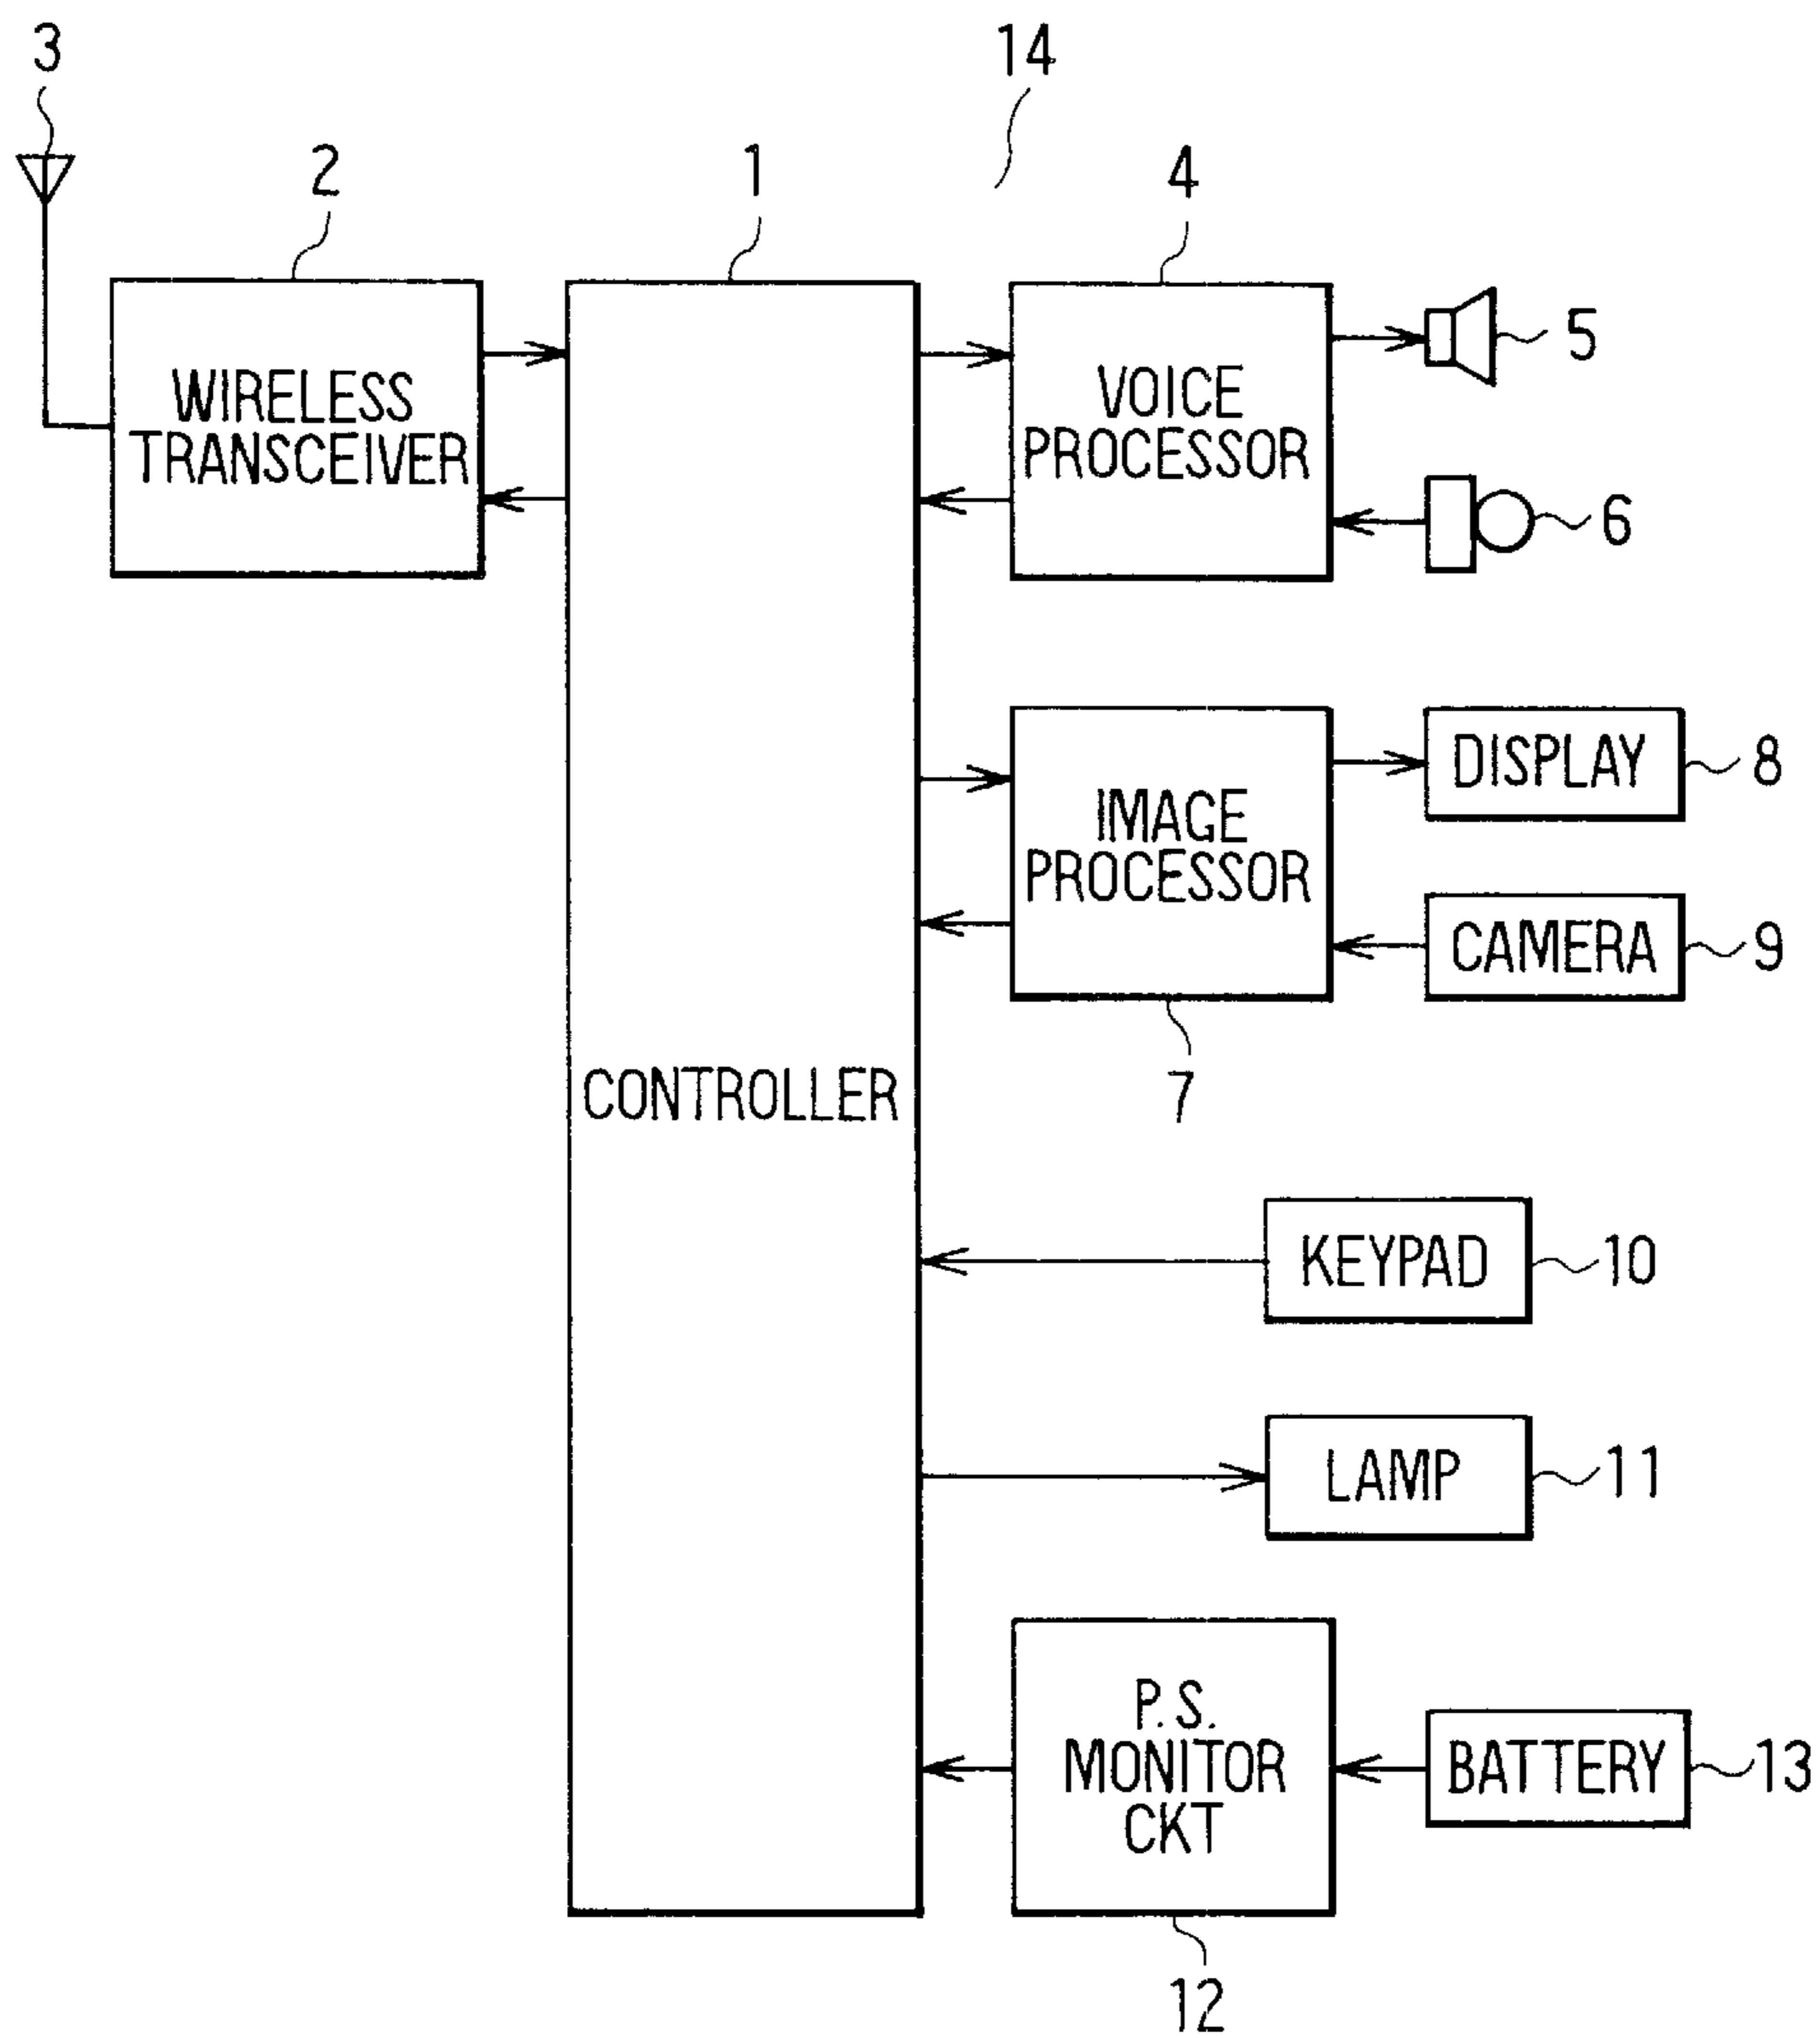 3
14
2
1
4
WIRELESS
TRANSCEIVER
VOICE
PROCESSOR
5
6
IMAGE
PROCESSOR
DISPLAY
8
CAMERA
9
7
CONTROLLER
KEYPAD
10
LAMP
11
P.S.
MONITOR
CKT
BATTERY
13
12